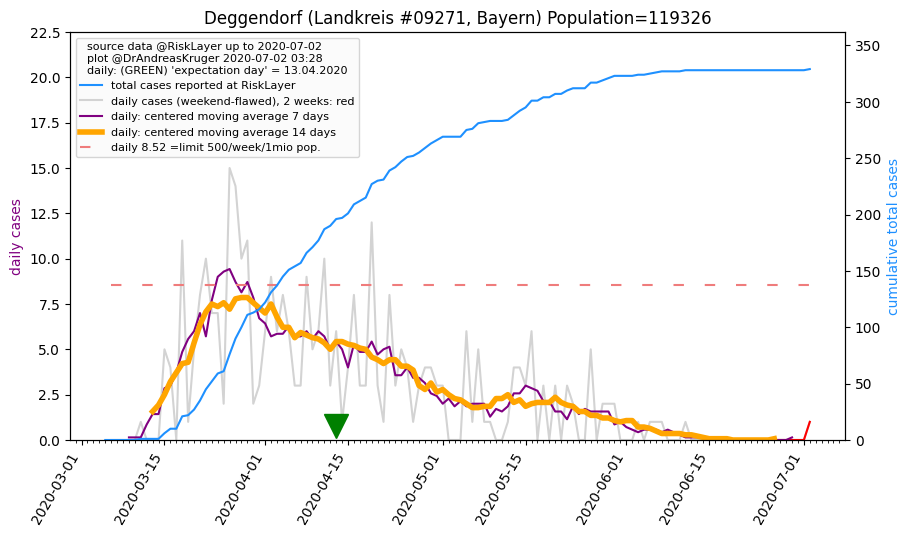 Deggendorf (Landkreis #09271, Bayern) Population=119326
source data @RiskLayer up to 2020-07-02
plot @DrAndreasKruger 2020-07-02 03:28
daily: (GREEN) 'expectation day' = 13.04.2020
total cases reported at RiskLayer
daily cases (weekend-flawed), 2 weeks: red
daily: centered moving average 7 days
daily: centered moving average 14 days
daily 8.52 =limit 500/week/1mio pop.
daily cases
22.5
20.0
17.5
15.0
12.5
10.0
7.5
5.0
2.5
0.0
350
300
250
200
150
100
50
0
cumulative total cases
2020-03-01
2020-03-15
2020-04-01
2020-04-15
2020-05-01
2020-05-15
2020-06-01
2020-06-15
2020-07-01